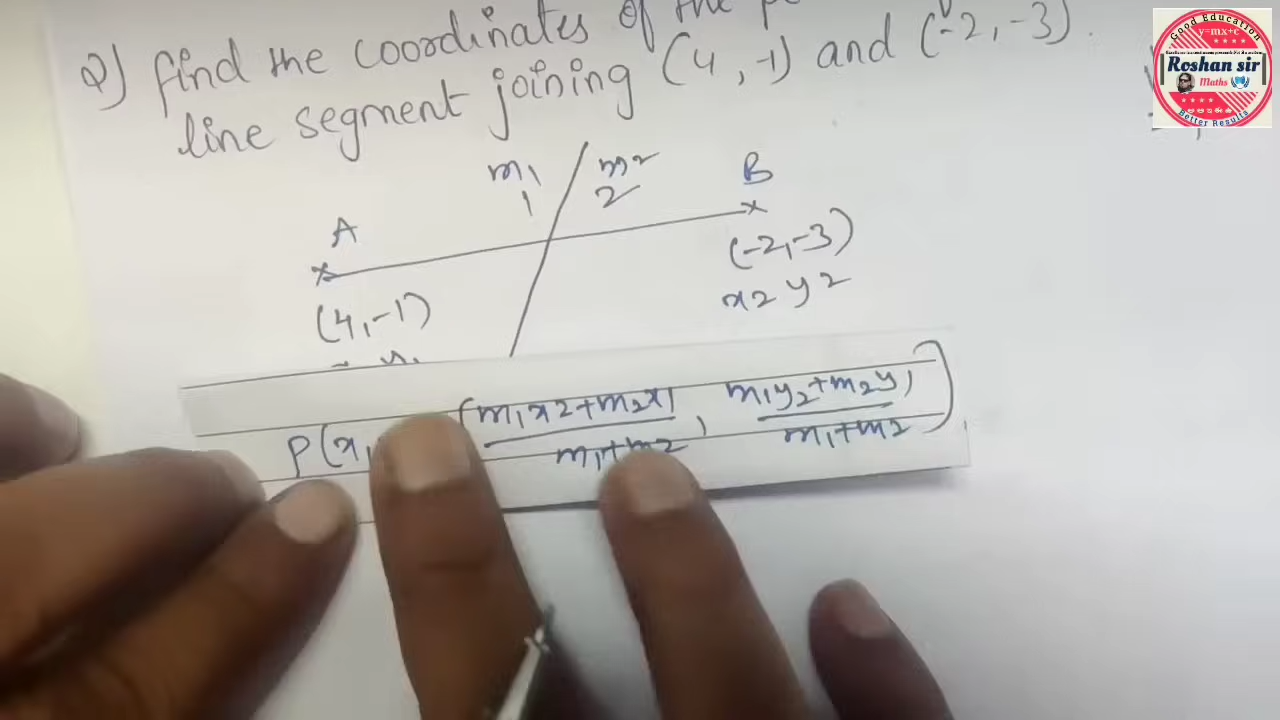 Q) find the coordinates of the
line segment joining (4, -1) and (-2, -3).
m1 m2
1 2
A B
(4, -1) (-2, -3)
x2 y2
P(x, (m1x2+m2x1 / m1+m2 , m1y2+m2y1 / m1+m2)
Good Education
y=mx+c
Roshan sir
Maths
Better Results